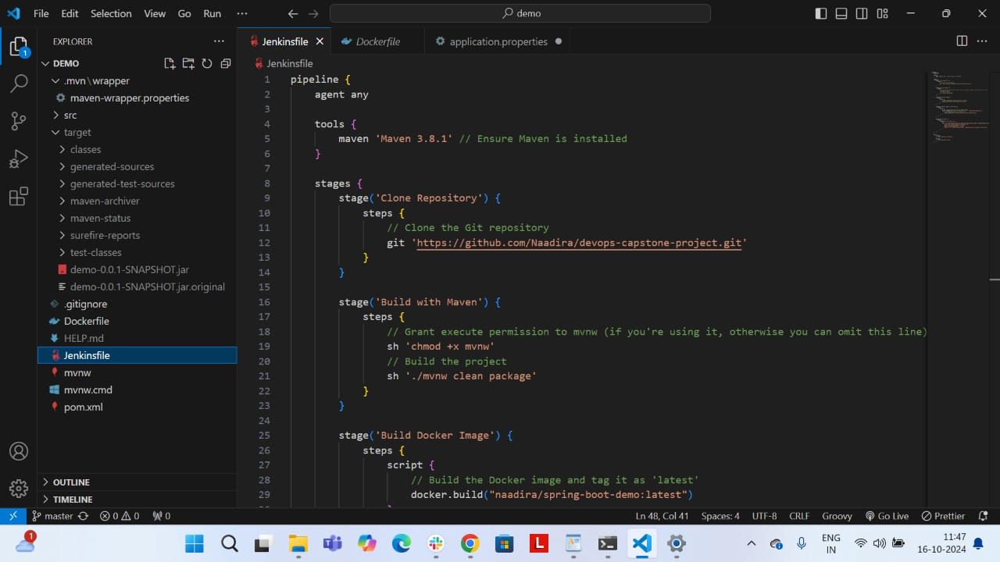 File Edit Selection View Go Run ··· demo
EXPLORER ···
DEMO
.mvn\wrapper
maven-wrapper.properties
src
target
classes
generated-sources
generated-test-sources
maven-archiver
maven-status
surefire-reports
test-classes
demo-0.0.1-SNAPSHOT.jar
demo-0.0.1-SNAPSHOT.jar.original
.gitignore
Dockerfile
HELP.md
Jenkinsfile
mvnw
mvnw.cmd
pom.xml
OUTLINE
TIMELINE
1
Jenkinsfile Dockerfile application.properties
Jenkinsfile
1 pipeline {
2 agent any
3
4 tools {
5 maven 'Maven 3.8.1' // Ensure Maven is installed
6 }
7
8 stages {
9 stage('Clone Repository') {
10 steps {
11 // Clone the Git repository
12 git 'https://github.com/Naadira/devops-capstone-project.git'
13 }
14 }
15
16 stage('Build with Maven') {
17 steps {
18 // Grant execute permission to mvnw (if you're using it, otherwise you can omit this line)
19 sh 'chmod +x mvnw'
20 // Build the project
21 sh './mvnw clean package'
22 }
23 }
24
25 stage('Build Docker Image') {
26 steps {
27 script {
28 // Build the Docker image and tag it as 'latest'
29 docker.build("naadira/spring-boot-demo:latest")
master 0 0 0 Ln 48, Col 41 Spaces: 4 UTF-8 CRLF Groovy Go Live Prettier
1 L ENG 11:47
IN 16-10-2024